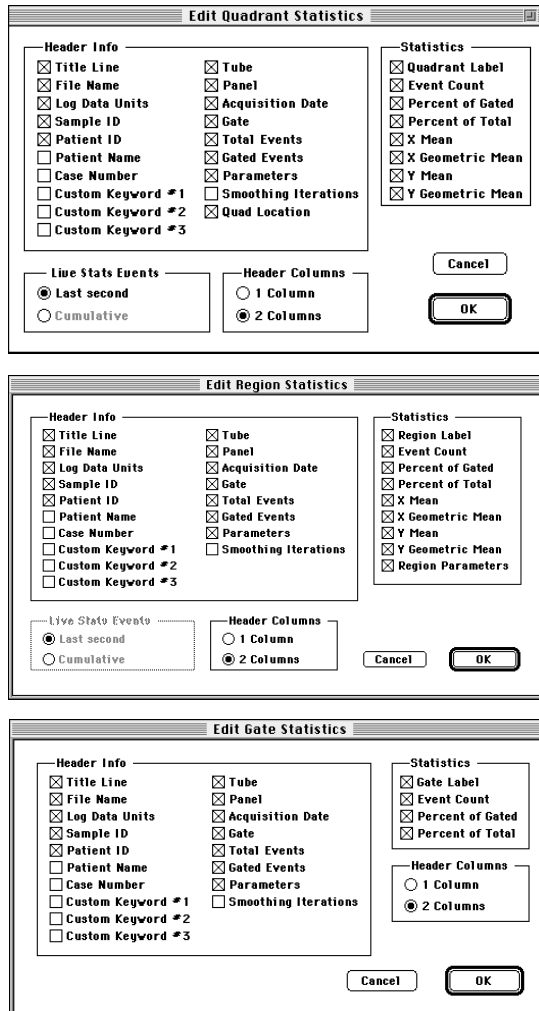 Edit Quadrant Statistics
Header Info
Title Line
File Name
Log Data Units
Sample ID
Patient ID
Patient Name
Case Number
Custom Keyword #1
Custom Keyword #2
Custom Keyword #3
Tube
Panel
Acquisition Date
Gate
Total Events
Gated Events
Parameters
Smoothing Iterations
Quad Location
Statistics
Quadrant Label
Event Count
Percent of Gated
Percent of Total
X Mean
X Geometric Mean
Y Mean
Y Geometric Mean
Live Stats Events
Last second
Cumulative
Header Columns
1 Column
2 Columns
Cancel
OK
Edit Region Statistics
Header Info
Title Line
File Name
Log Data Units
Sample ID
Patient ID
Patient Name
Case Number
Custom Keyword #1
Custom Keyword #2
Custom Keyword #3
Tube
Panel
Acquisition Date
Gate
Total Events
Gated Events
Parameters
Smoothing Iterations
Statistics
Region Label
Event Count
Percent of Gated
Percent of Total
X Mean
X Geometric Mean
Y Mean
Y Geometric Mean
Region Parameters
Live Stats Events
Last second
Cumulative
Header Columns
1 Column
2 Columns
Cancel
OK
Edit Gate Statistics
Header Info
Title Line
File Name
Log Data Units
Sample ID
Patient ID
Patient Name
Case Number
Custom Keyword #1
Custom Keyword #2
Custom Keyword #3
Tube
Panel
Acquisition Date
Gate
Total Events
Gated Events
Parameters
Smoothing Iterations
Statistics
Gate Label
Event Count
Percent of Gated
Percent of Total
Header Columns
1 Column
2 Columns
Cancel
OK